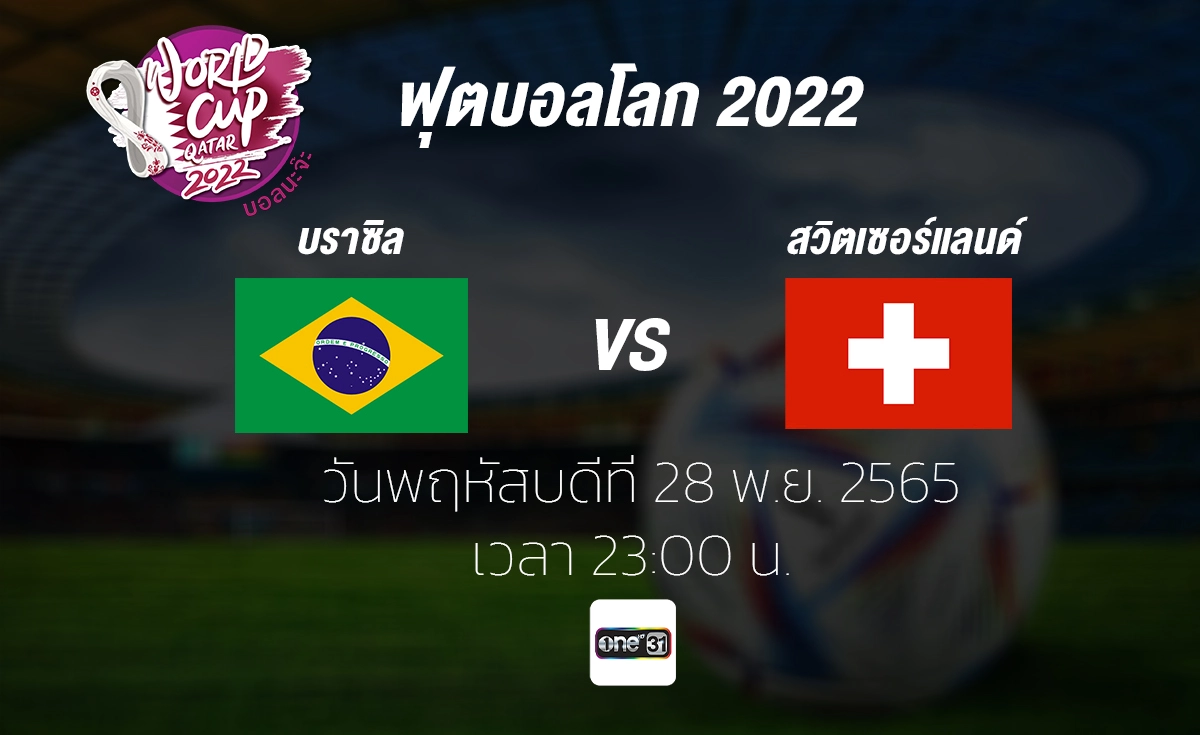 WORLD
CUP
QATAR
2022
บอลนะจ๊ะ
ฟุตบอลโลก 2022
บราซิล
สวิตเซอร์แลนด์
ORDEM E PROGRESSO
VS
วันพฤหัสบดีที่ 28 พ.ย. 2565
เวลา 23:00 น.
one HD 31